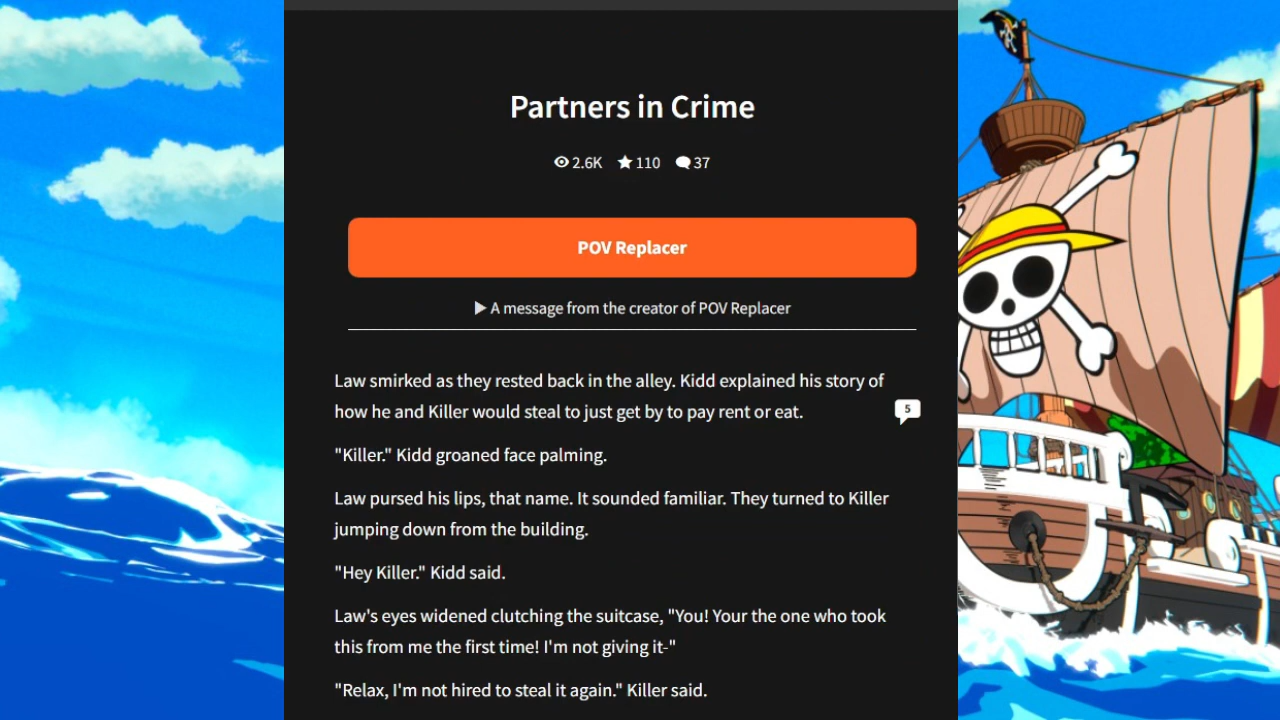 Partners in Crime
2.6K 110 37
POV Replacer
A message from the creator of POV Replacer
Law smirked as they rested back in the alley. Kidd explained his story of
how he and Killer would steal to just get by to pay rent or eat.
5
"Killer." Kidd groaned face palming.
Law pursed his lips, that name. It sounded familiar. They turned to Killer
jumping down from the building.
"Hey Killer." Kidd said.
Law's eyes widened clutching the suitcase, "You! Your the one who took
this from me the first time! I'm not giving it-"
"Relax, I'm not hired to steal it again." Killer said.